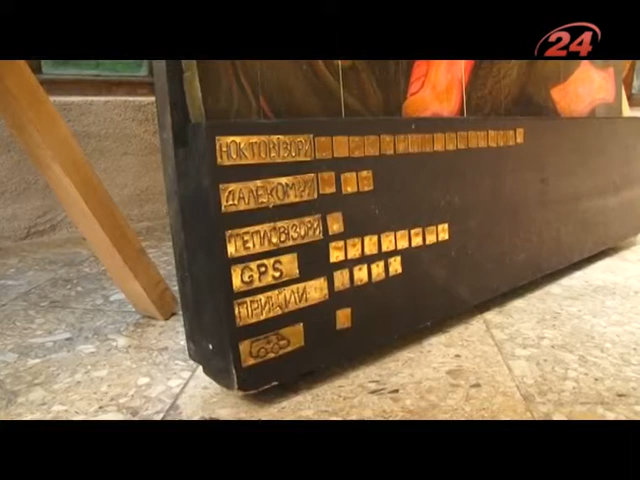 24
НОКТОВІЗОРИ
ДАЛЕКОМІРИ
ТЕПЛОВІЗОРИ
GPS
ПРИЦІЛИ